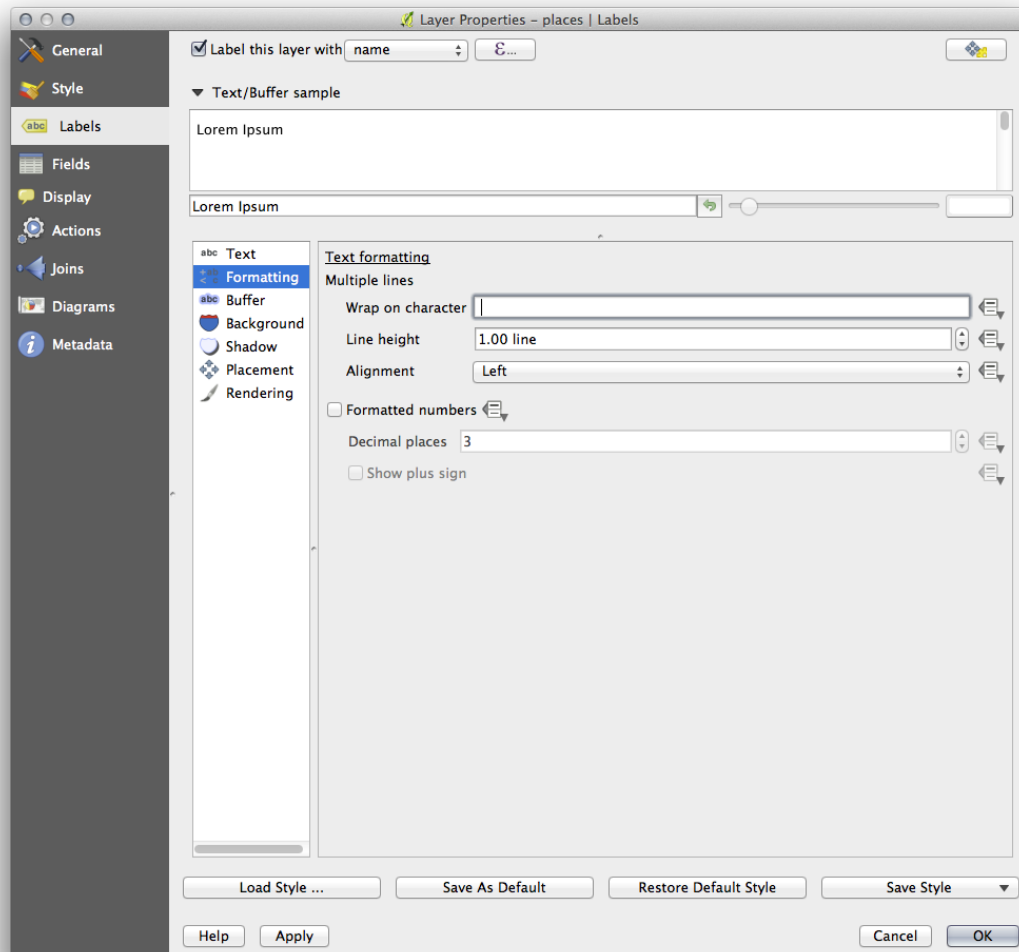 Layer Properties – places | Labels
General
Style
abc Labels
Fields
Display
Actions
Joins
Diagrams
Metadata
Label this layer with name ε...
Text/Buffer sample
Lorem Ipsum
Lorem Ipsum
abc Text
Formatting
abc Buffer
Background
Shadow
Placement
Rendering
Text formatting
Multiple lines
Wrap on character
Line height 1.00 line
Alignment Left
Formatted numbers
Decimal places 3
Show plus sign
Load Style ... Save As Default Restore Default Style Save Style
Help Apply Cancel OK